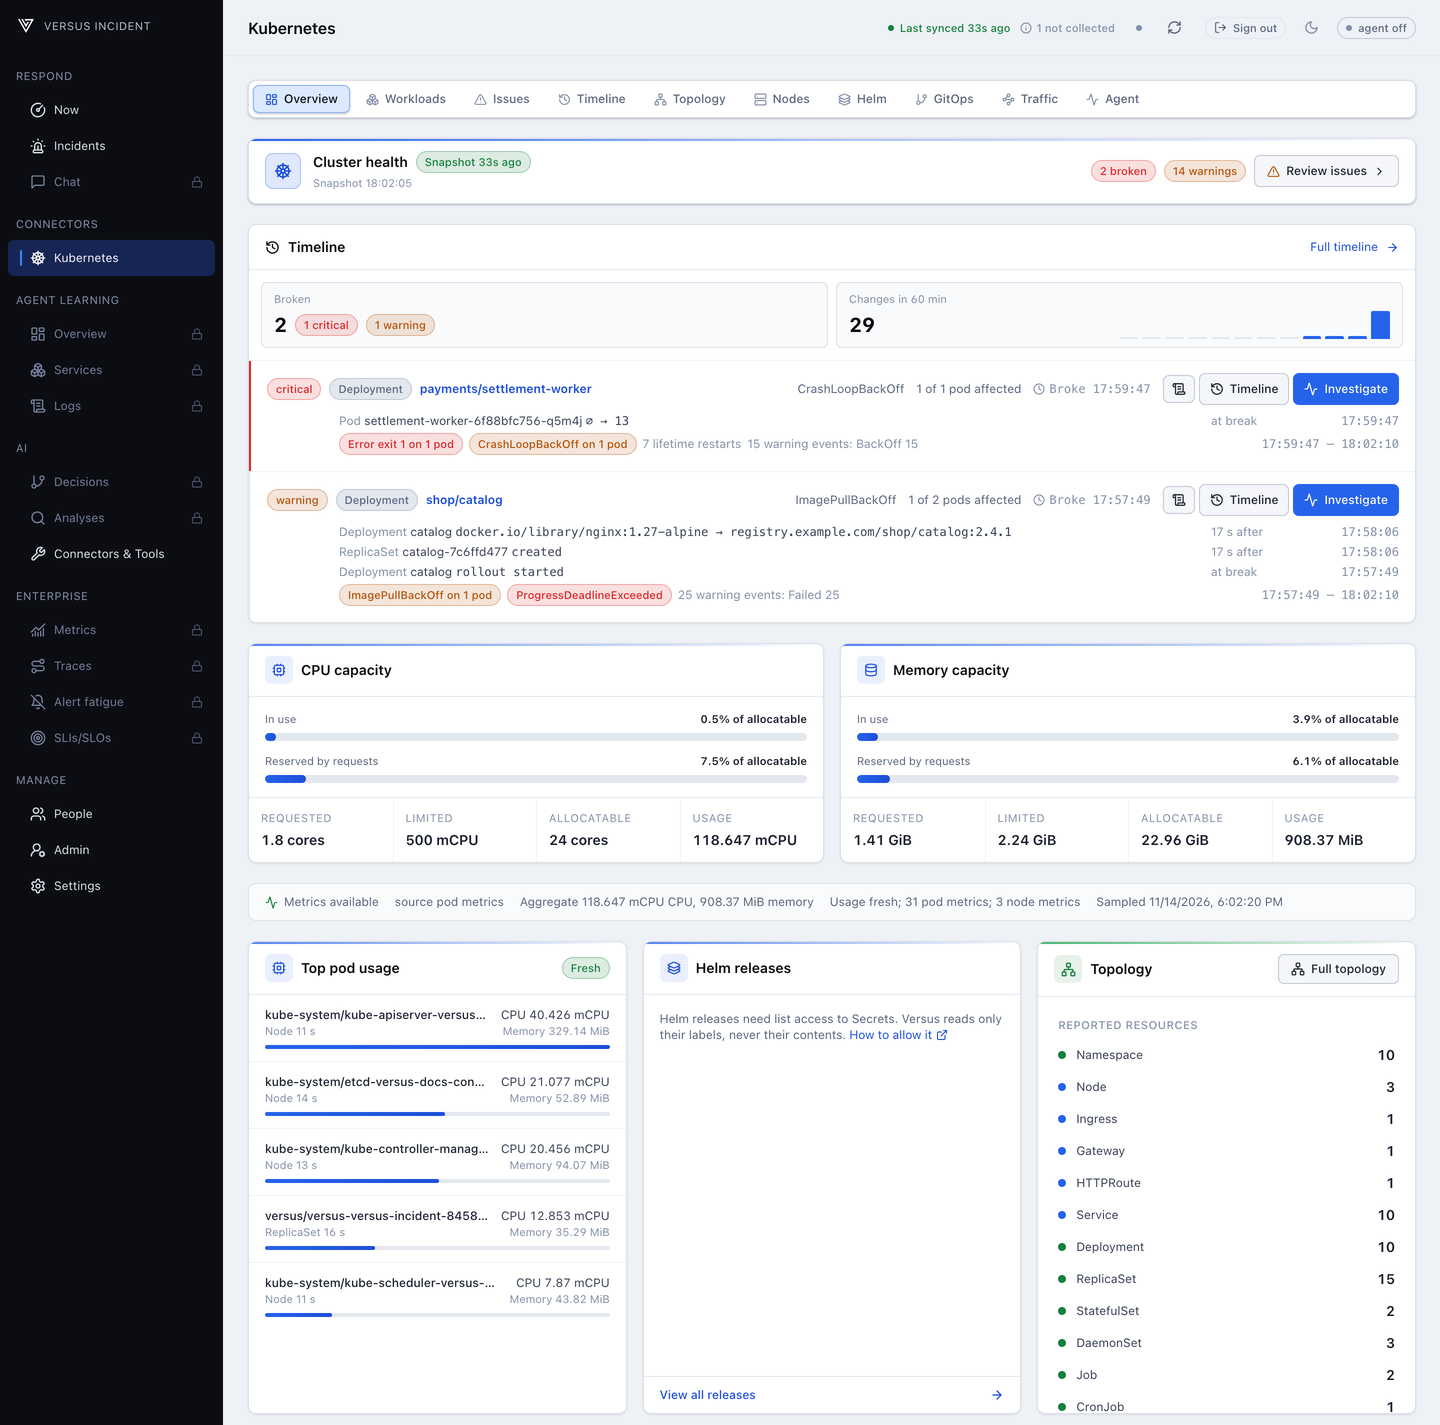 VERSUS INCIDENT
RESPOND
Now
Incidents
Chat
CONNECTORS
Kubernetes
AGENT LEARNING
Overview
Services
Logs
AI
Decisions
Analyses
Connectors & Tools
ENTERPRISE
Metrics
Traces
Alert fatigue
SLIs/SLOs
MANAGE
People
Admin
Settings
Kubernetes
Last synced 33s ago 1 not collected Sign out agent off
Overview Workloads Issues Timeline Topology Nodes Helm GitOps Traffic Agent
Cluster health Snapshot 33s ago
Snapshot 18:02:05
2 broken 14 warnings Review issues
Timeline Full timeline
Broken
2 1 critical 1 warning
Changes in 60 min
29
critical Deployment payments/settlement-worker CrashLoopBackOff 1 of 1 pod affected Broke 17:59:47 Timeline Investigate
Pod settlement-worker-6f88bfc756-q5m4j ∅ → 13 at break 17:59:47
Error exit 1 on 1 pod CrashLoopBackOff on 1 pod 7 lifetime restarts 15 warning events: BackOff 15 17:59:47 – 18:02:10
warning Deployment shop/catalog ImagePullBackOff 1 of 2 pods affected Broke 17:57:49 Timeline Investigate
Deployment catalog docker.io/library/nginx:1.27-alpine → registry.example.com/shop/catalog:2.4.1 17 s after 17:58:06
ReplicaSet catalog-7c6ffd477 created 17 s after 17:58:06
Deployment catalog rollout started at break 17:57:49
ImagePullBackOff on 1 pod ProgressDeadlineExceeded 25 warning events: Failed 25 17:57:49 – 18:02:10
CPU capacity
In use 0.5% of allocatable
Reserved by requests 7.5% of allocatable
REQUESTED LIMITED ALLOCATABLE USAGE
1.8 cores 500 mCPU 24 cores 118.647 mCPU
Memory capacity
In use 3.9% of allocatable
Reserved by requests 6.1% of allocatable
REQUESTED LIMITED ALLOCATABLE USAGE
1.41 GiB 2.24 GiB 22.96 GiB 908.37 MiB
Metrics available source pod metrics Aggregate 118.647 mCPU CPU, 908.37 MiB memory Usage fresh; 31 pod metrics; 3 node metrics Sampled 11/14/2026, 6:02:20 PM
Top pod usage Fresh
kube-system/kube-apiserver-versus... CPU 40.426 mCPU
Node 11 s Memory 329.14 MiB
kube-system/etcd-versus-docs-con... CPU 21.077 mCPU
Node 14 s Memory 52.89 MiB
kube-system/kube-controller-manag... CPU 20.456 mCPU
Node 13 s Memory 94.07 MiB
versus/versus-versus-incident-8458... CPU 12.853 mCPU
ReplicaSet 16 s Memory 35.29 MiB
kube-system/kube-scheduler-versus-... CPU 7.87 mCPU
Node 11 s Memory 43.82 MiB
Helm releases
Helm releases need list access to Secrets. Versus reads only
their labels, never their contents. How to allow it
View all releases
Topology Full topology
REPORTED RESOURCES
Namespace 10
Node 3
Ingress 1
Gateway 1
HTTPRoute 1
Service 10
Deployment 10
ReplicaSet 15
StatefulSet 2
DaemonSet 3
Job 2
CronJob 1